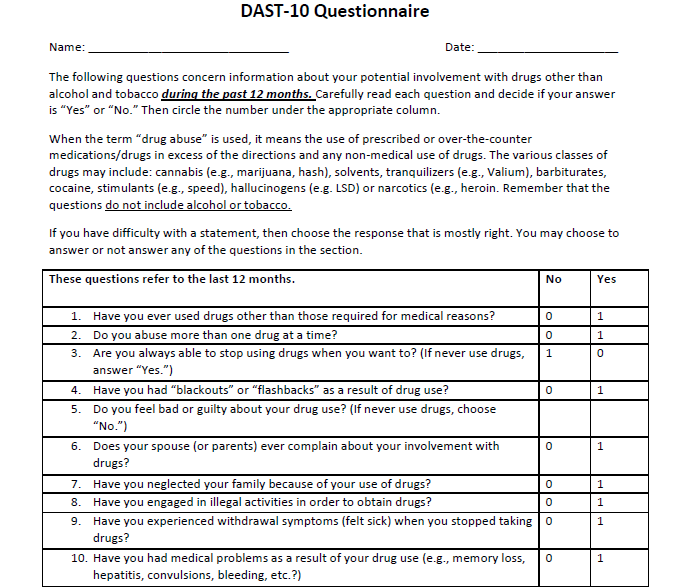 DAST-10 Questionnaire
Name: ______________________________ Date: _____________________
The following questions concern information about your potential involvement with drugs other than
alcohol and tobacco during the past 12 months. Carefully read each question and decide if your answer
is “Yes” or “No.” Then circle the number under the appropriate column.
When the term “drug abuse” is used, it means the use of prescribed or over-the-counter
medications/drugs in excess of the directions and any non-medical use of drugs. The various classes of
drugs may include: cannabis (e.g., marijuana, hash), solvents, tranquilizers (e.g., Valium), barbiturates,
cocaine, stimulants (e.g., speed), hallucinogens (e.g. LSD) or narcotics (e.g., heroin. Remember that the
questions do not include alcohol or tobacco.
If you have difficulty with a statement, then choose the response that is mostly right. You may choose to
answer or not answer any of the questions in the section.
These questions refer to the last 12 months. No Yes
1. Have you ever used drugs other than those required for medical reasons? 0 1
2. Do you abuse more than one drug at a time? 0 1
3. Are you always able to stop using drugs when you want to? (If never use drugs, 1 0
answer “Yes.”)
4. Have you had “blackouts” or “flashbacks” as a result of drug use? 0 1
5. Do you feel bad or guilty about your drug use? (If never use drugs, choose
“No.”)
6. Does your spouse (or parents) ever complain about your involvement with 0 1
drugs?
7. Have you neglected your family because of your use of drugs? 0 1
8. Have you engaged in illegal activities in order to obtain drugs? 0 1
9. Have you experienced withdrawal symptoms (felt sick) when you stopped taking 0 1
drugs?
10. Have you had medical problems as a result of your drug use (e.g., memory loss, 0 1
hepatitis, convulsions, bleeding, etc.?)